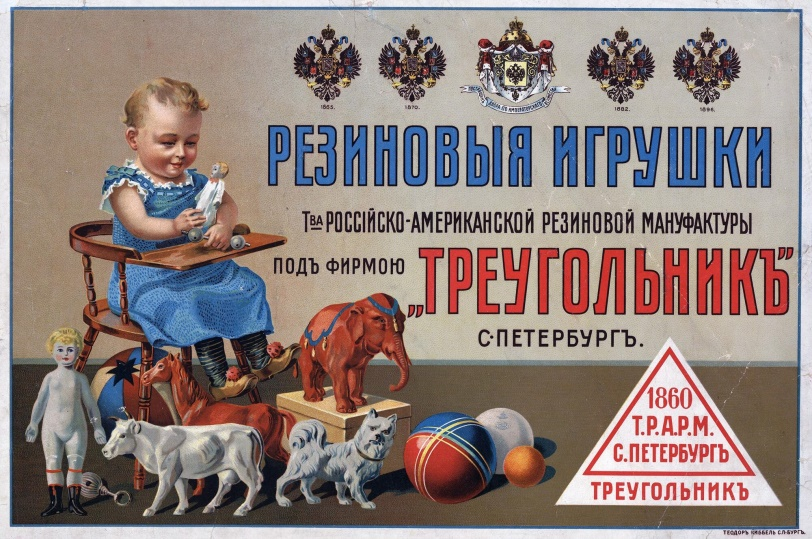 1865. 1870. 1882. 1896.
РЕЗИНОВЫЯ ИГРУШКИ
Тва РОССІЙСКО-АМЕРИКАНСКОЙ РЕЗИНОВОЙ МАНУФАКТУРЫ
ПОДЪ ФИРМОЮ „ТРЕУГОЛЬНИКЪ"
С·ПЕТЕРБУРГЪ.
1860
Т.Р.А.Р.М.
С.ПЕТЕРБУРГЪ
ТРЕУГОЛЬНИКЪ
ТЕОДОРЪ КИББЕЛЬ С.П-БУРГЪ.